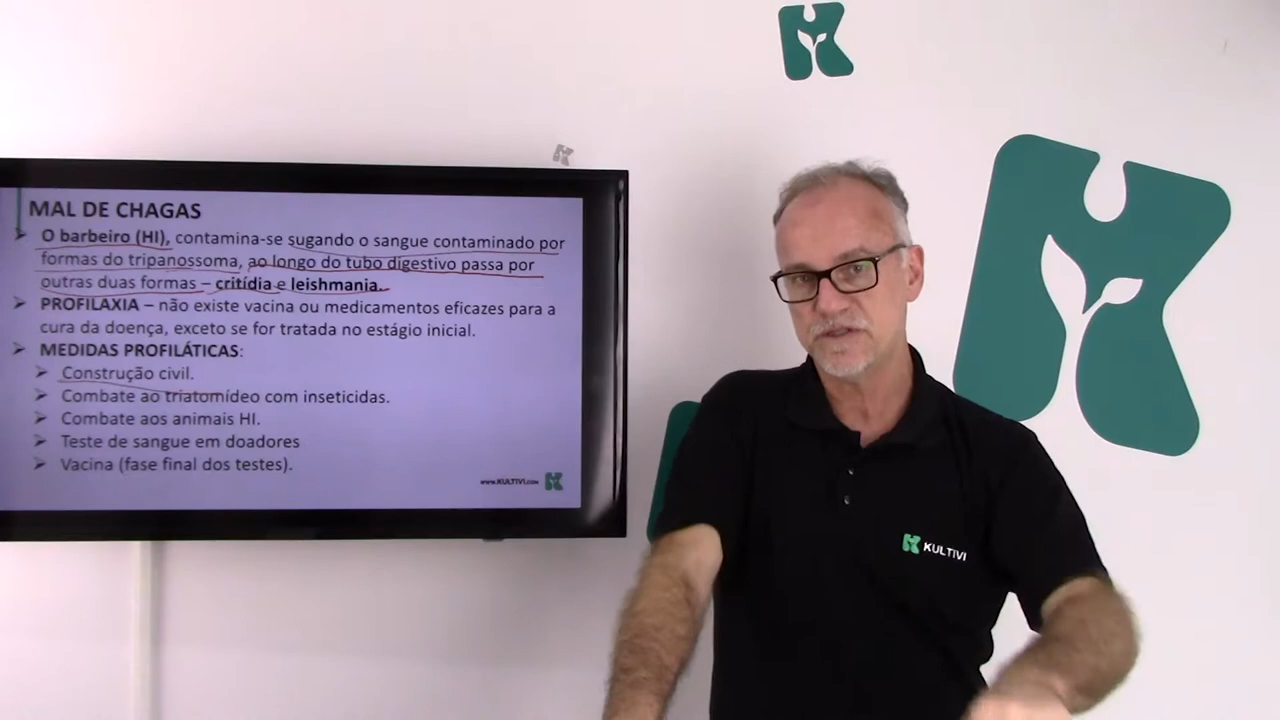 MAL DE CHAGAS
➤ O barbeiro (HI), contamina-se sugando o sangue contaminado por
formas do tripanossoma, ao longo do tubo digestivo passa por
outras duas formas – critídia e leishmania.
➤ PROFILAXIA – não existe vacina ou medicamentos eficazes para a
cura da doença, exceto se for tratada no estágio inicial.
➤ MEDIDAS PROFILÁTICAS:
➤ Construção civil.
➤ Combate ao triatomídeo com inseticidas.
➤ Combate aos animais HI.
➤ Teste de sangue em doadores
➤ Vacina (fase final dos testes).
www.KULTIVI.com
KULTIVI